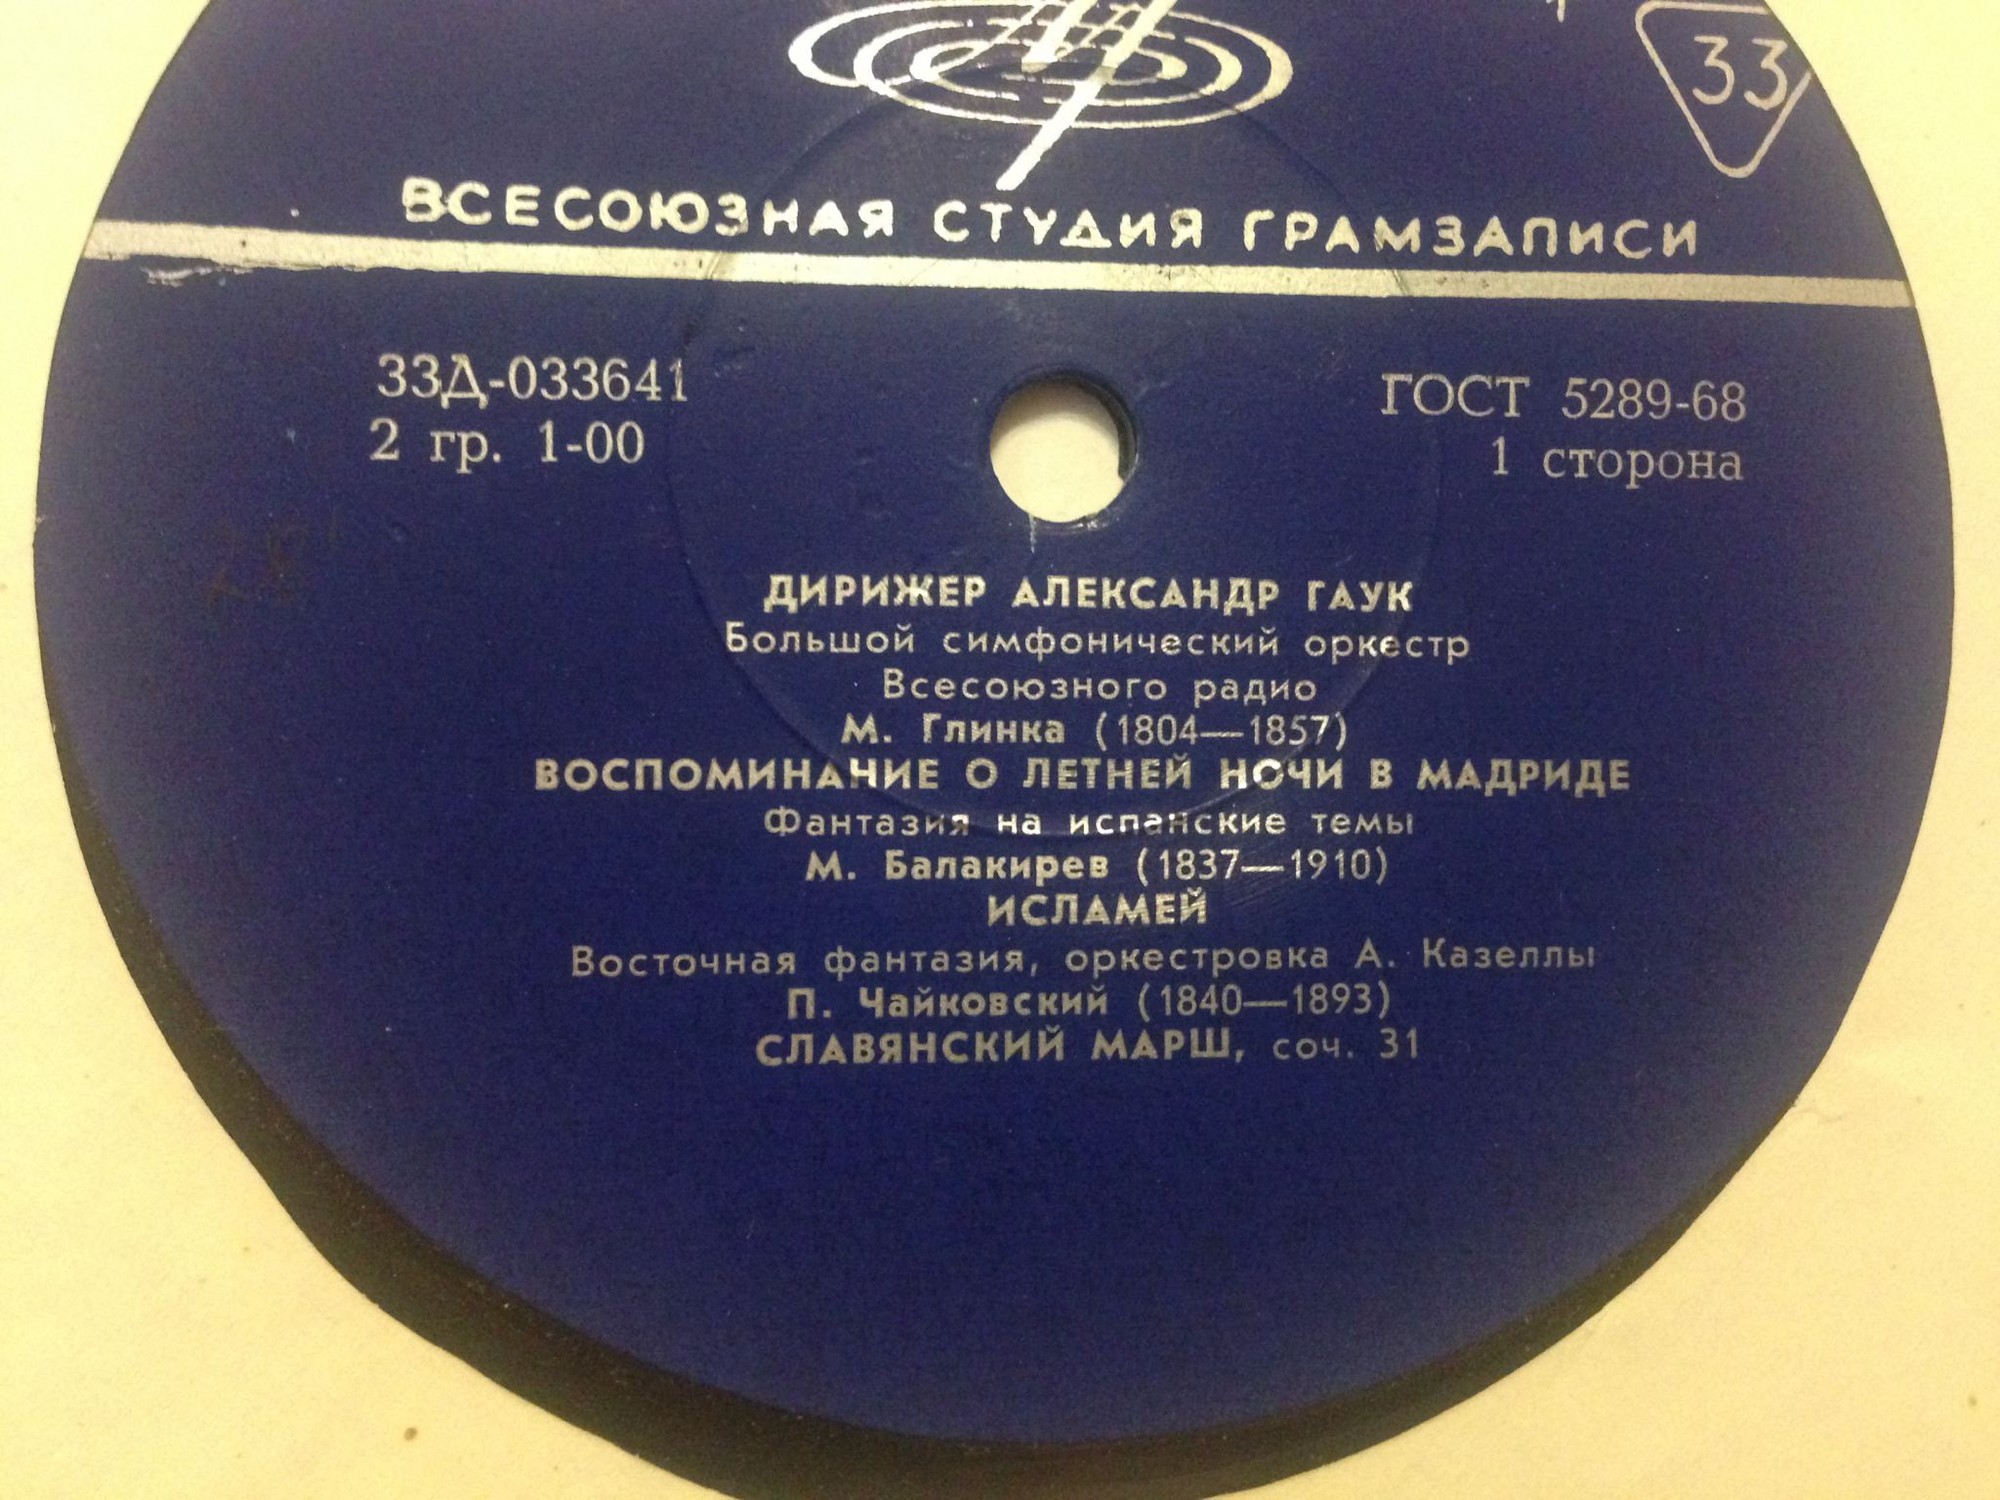 33
ВСЕСОЮЗНАЯ СТУДИЯ ГРАМЗАПИСИ
33Д-033641
2 гр. 1-00
ГОСТ 5289-68
1 сторона
ДИРИЖЕР АЛЕКСАНДР ГАУК
Большой симфонический оркестр
Всесоюзного радио
М. Глинка (1804—1857)
ВОСПОМИНАНИЕ О ЛЕТНЕЙ НОЧИ В МАДРИДЕ
Фантазия на испанские темы
М. Балакирев (1837—1910)
ИСЛАМЕЙ
Восточная фантазия, оркестровка А. Казеллы
П. Чайковский (1840—1893)
СЛАВЯНСКИЙ МАРШ, соч. 31